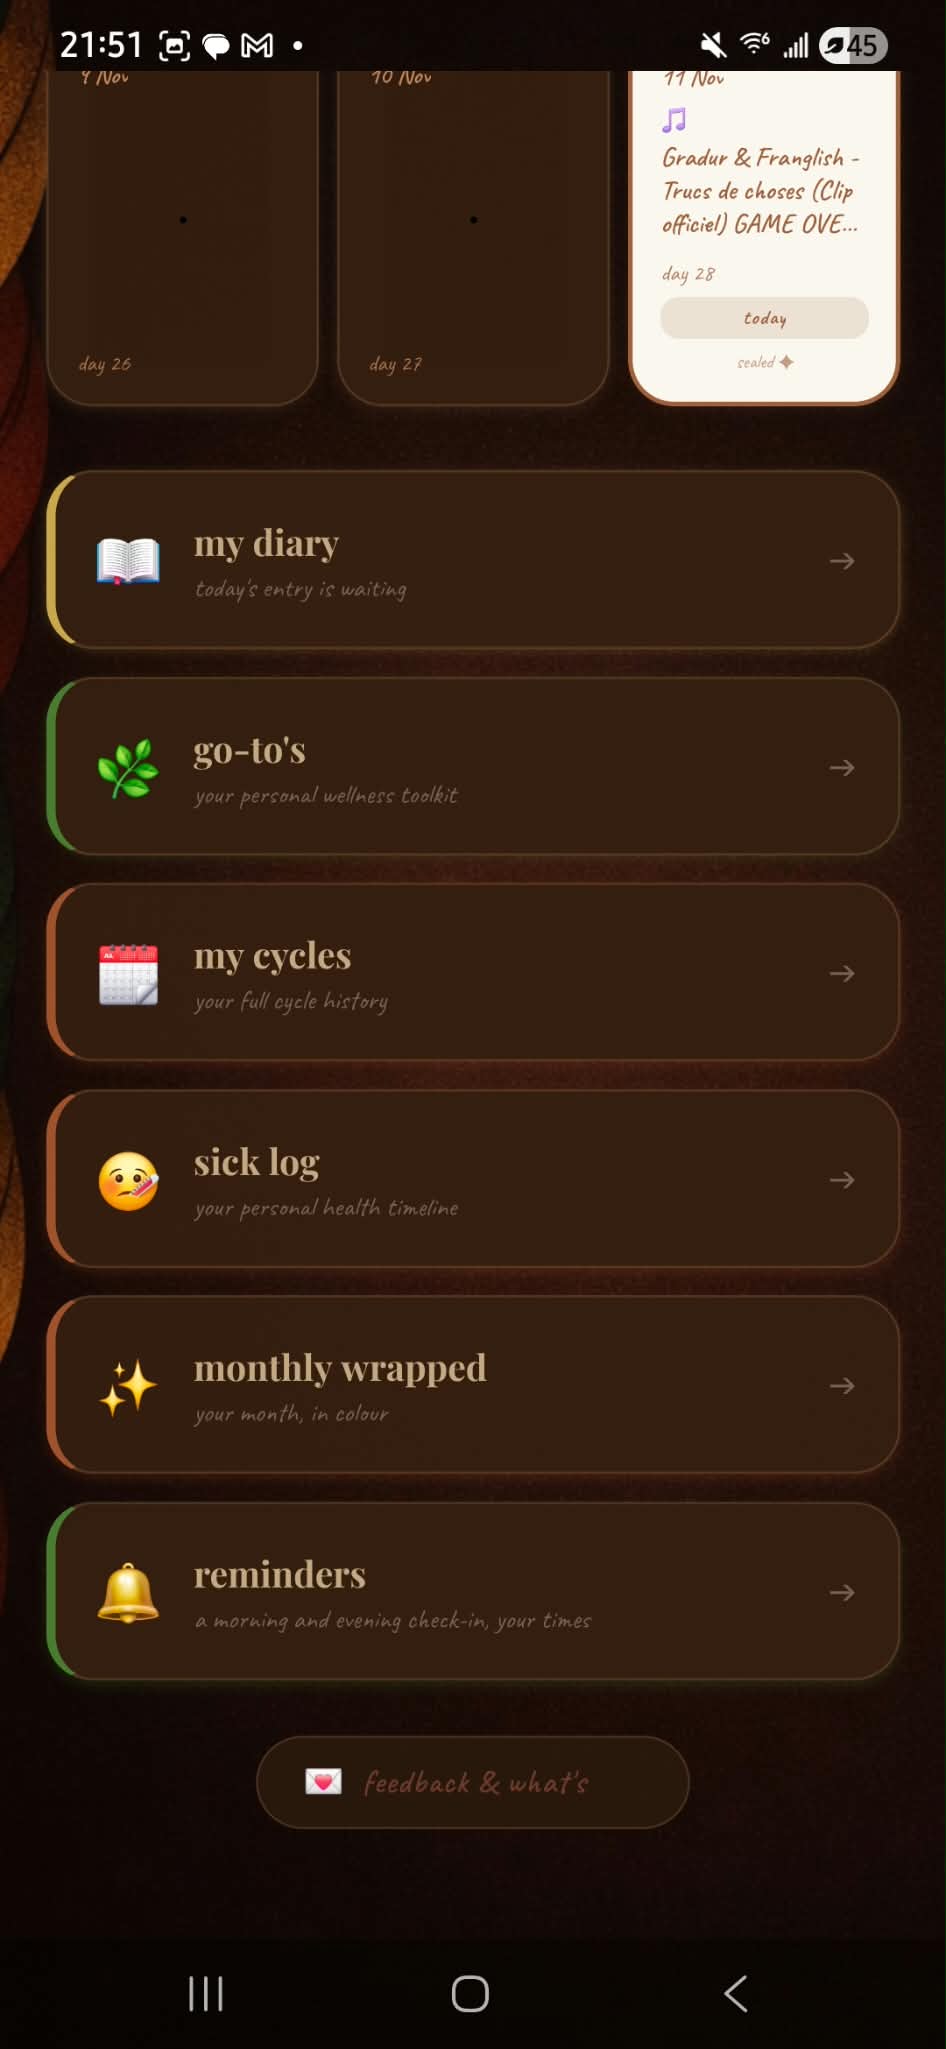 21:51
6
45
9 Nov
10 Nov
11 Nov
Gradur & Franglish -
Trucs de choses (Clip
officiel) GAME OVE...
day 28
today
sealed
day 26
day 27
my diary
today's entry is waiting
go-to's
your personal wellness toolkit
my cycles
your full cycle history
sick log
your personal health timeline
monthly wrapped
your month, in colour
reminders
a morning and evening check-in, your times
feedback & what's